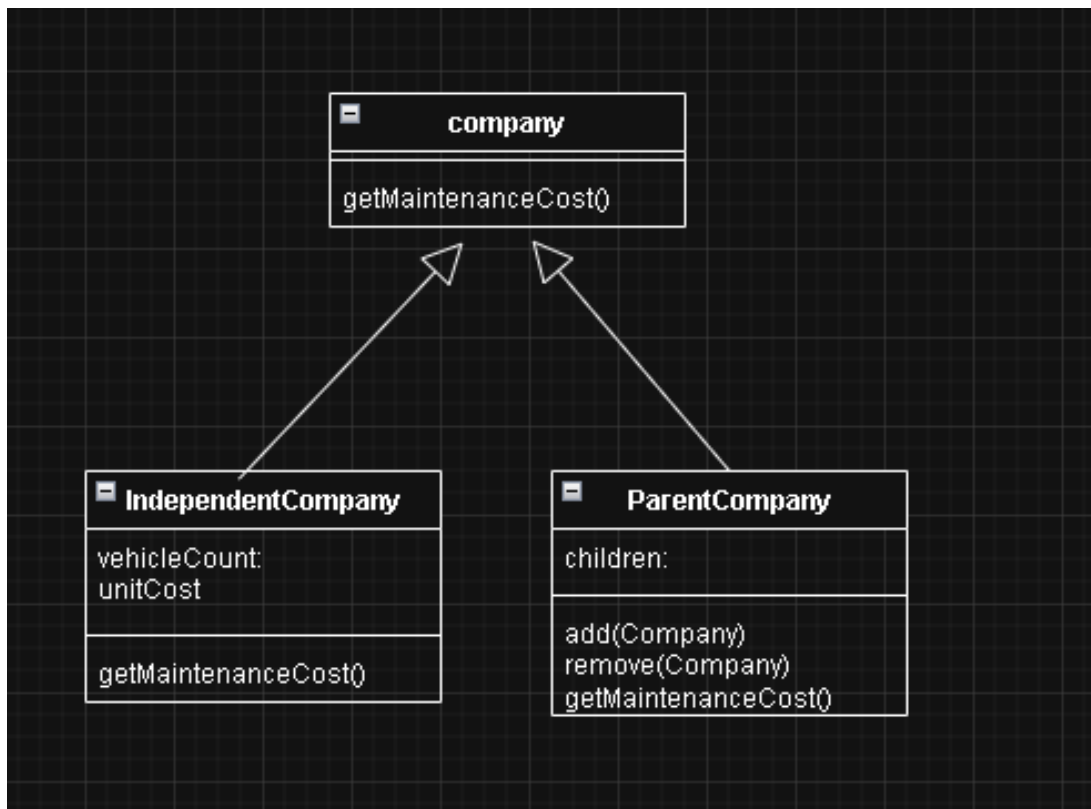 company
getMaintenanceCost()
IndependentCompany
vehicleCount:
unitCost
getMaintenanceCost()
ParentCompany
children:
add(Company)
remove(Company)
getMaintenanceCost()